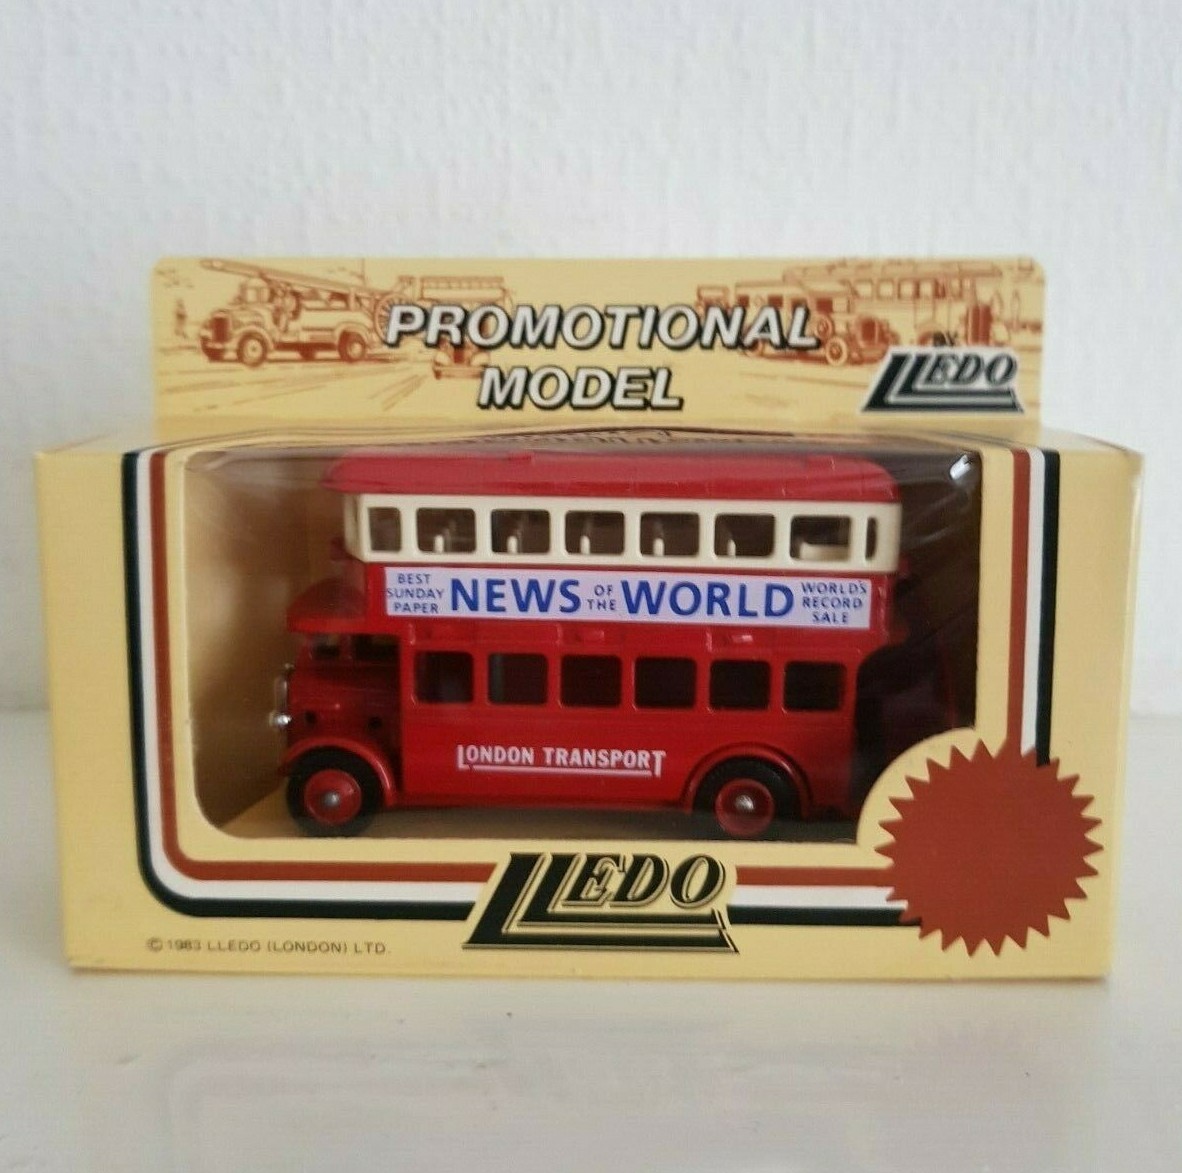 PROMOTIONAL
MODEL
BY
LLEDO
BEST
SUNDAY
PAPER
NEWS OF THE WORLD
WORLD'S
RECORD
SALE
LONDON TRANSPORT
LLEDO
© 1983 LLEDO (LONDON) LTD.